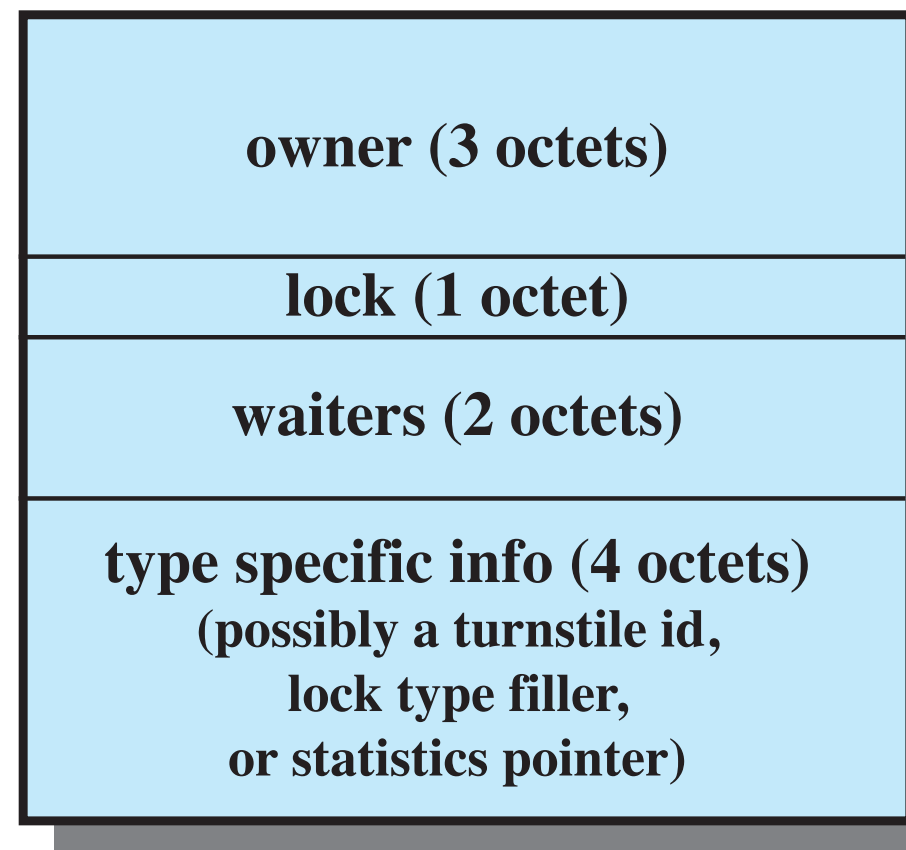 owner (3 octets)
lock (1 octet)
waiters (2 octets)
type specific info (4 octets)
(possibly a turnstile id,
lock type filler,
or statistics pointer)